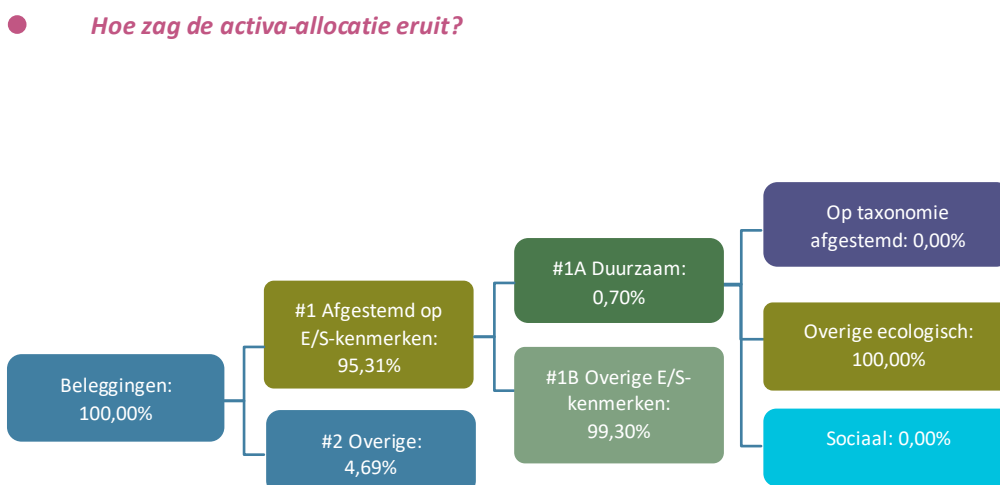 Hoe zag de activa-allocatie eruit?
Beleggingen:
100,00%
#1 Afgestemd op
E/S-kenmerken:
95,31%
#2 Overige:
4,69%
#1A Duurzaam:
0,70%
#1B Overige E/S-
kenmerken:
99,30%
Op taxonomie
afgestemd: 0,00%
Overige ecologisch:
100,00%
Sociaal: 0,00%